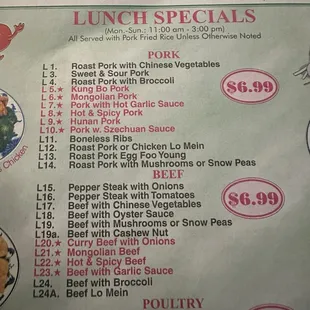 LUNCH SPECIALS
(Mon.-Sun.: 11:00 am - 3:00 pm)
All Served with Pork Fried Rice Unless Otherwise Noted
PORK
L 1. Roast Pork with Chinese Vegetables
L 3. Sweet & Sour Pork
L 4. Roast Pork with Broccoli
L 5.★ Kung Bo Pork
L 6.★ Mongolian Pork
L 7.★ Pork with Hot Garlic Sauce
L 8.★ Hot & Spicy Pork
L 9.★ Hunan Pork
L10.★ Pork w. Szechuan Sauce
L11. Boneless Ribs
L12. Roast Pork or Chicken Lo Mein
L13. Roast Pork Egg Foo Young
L14. Roast Pork with Mushrooms or Snow Peas
$6.99
BEEF
L15. Pepper Steak with Onions
L16. Pepper Steak with Tomatoes
L17. Beef with Chinese Vegetables
L18. Beef with Oyster Sauce
L19. Beef with Mushrooms or Snow Peas
L19a. Beef with Cashew Nut
L20.★ Curry Beef with Onions
L21.★ Mongolian Beef
L22.★ Hot & Spicy Beef
L23.★ Beef with Garlic Sauce
L24. Beef with Broccoli
L24A. Beef Lo Mein
$6.99
POULTRY
Chicken